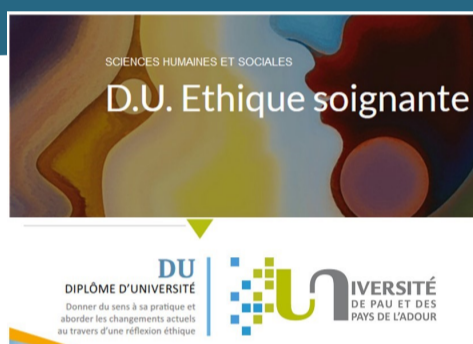 SCIENCES HUMAINES ET SOCIALES
D.U. Ethique soignante
DU
DIPLÔME D'UNIVERSITÉ
Donner du sens à sa pratique et
aborder les changements actuels
au travers d'une réflexion éthique
UNIVERSITÉ
DE PAU ET DES
PAYS DE L'ADOUR